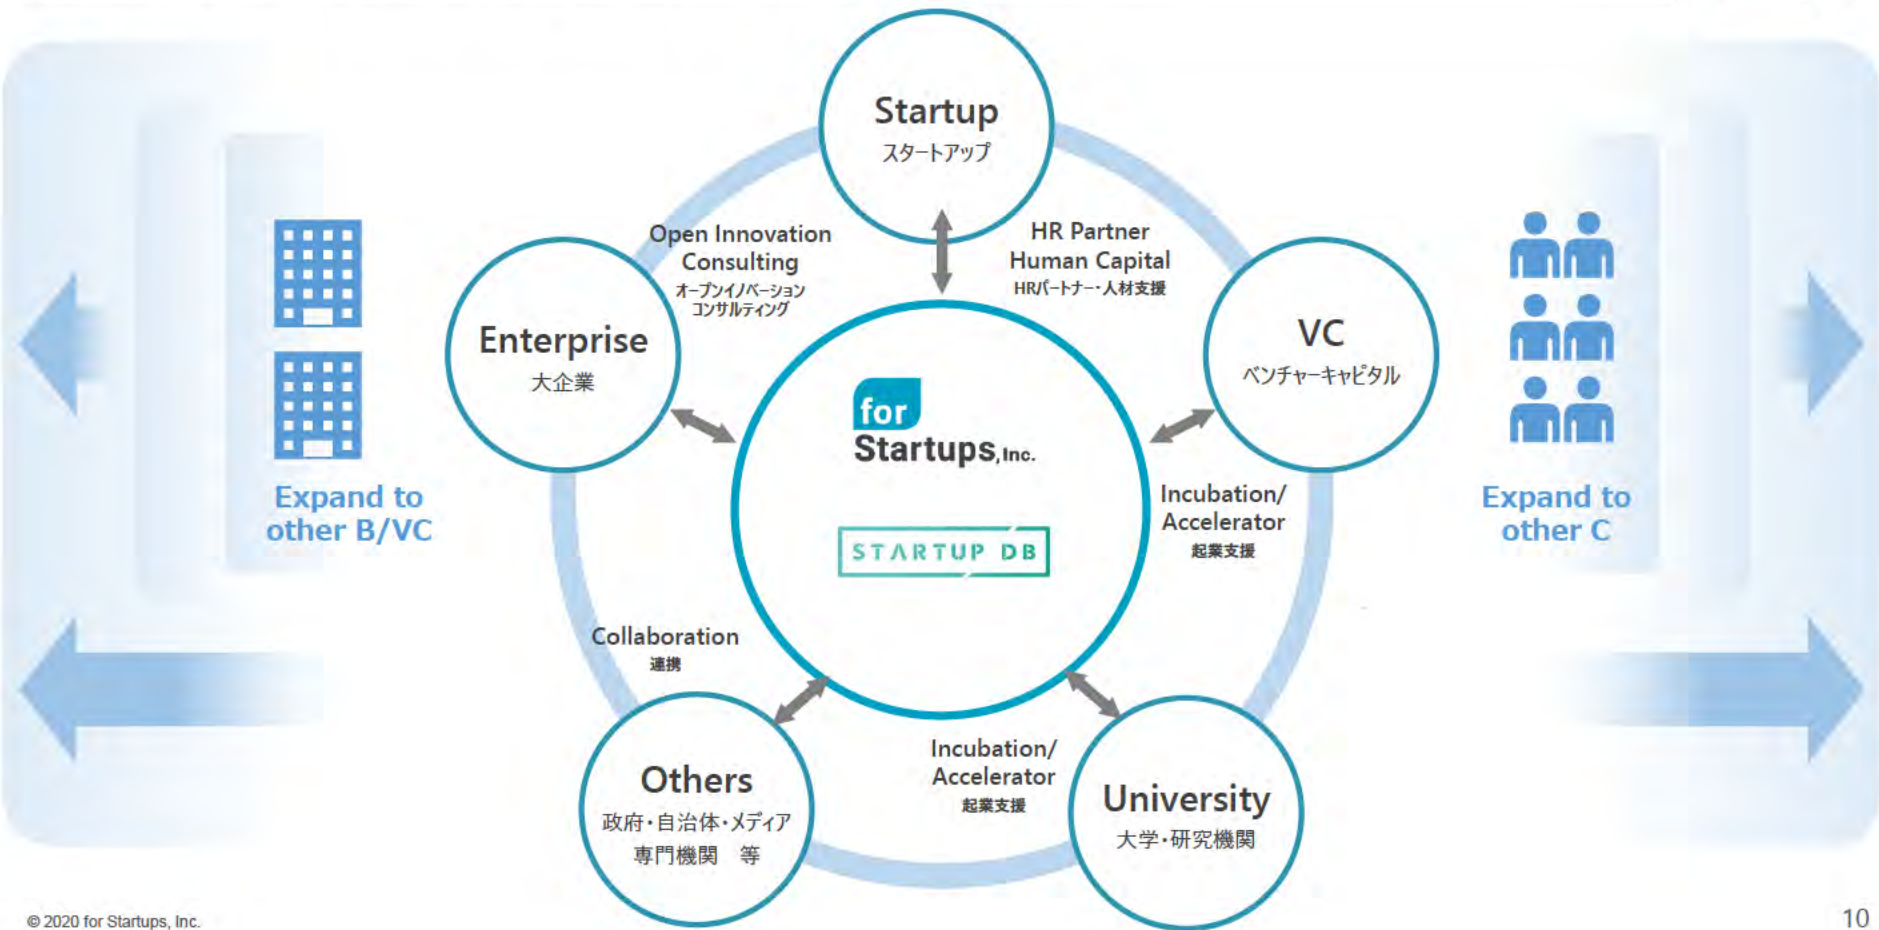 Startup
スタートアップ
Open Innovation
Consulting
オープンイノベーション
コンサルティング
HR Partner
Human Capital
HRパートナー・人材支援
Enterprise
大企業
VC
ベンチャーキャピタル
for
Startups, Inc.
STARTUP DB
Expand to
other B/VC
Incubation/
Accelerator
起業支援
Expand to
other C
Collaboration
連携
Others
政府・自治体・メディア
専門機関　等
Incubation/
Accelerator
起業支援
University
大学・研究機関
© 2020 for Startups, Inc.
10